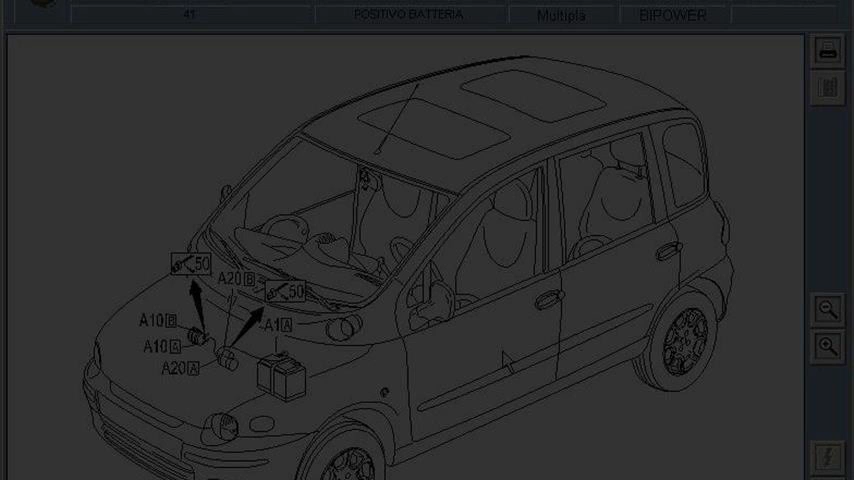 41 POSITIVO BATTERIA Multipla BIPOWER
50
A20 B
50
A10 B
A1 A
A10 A
A20 A